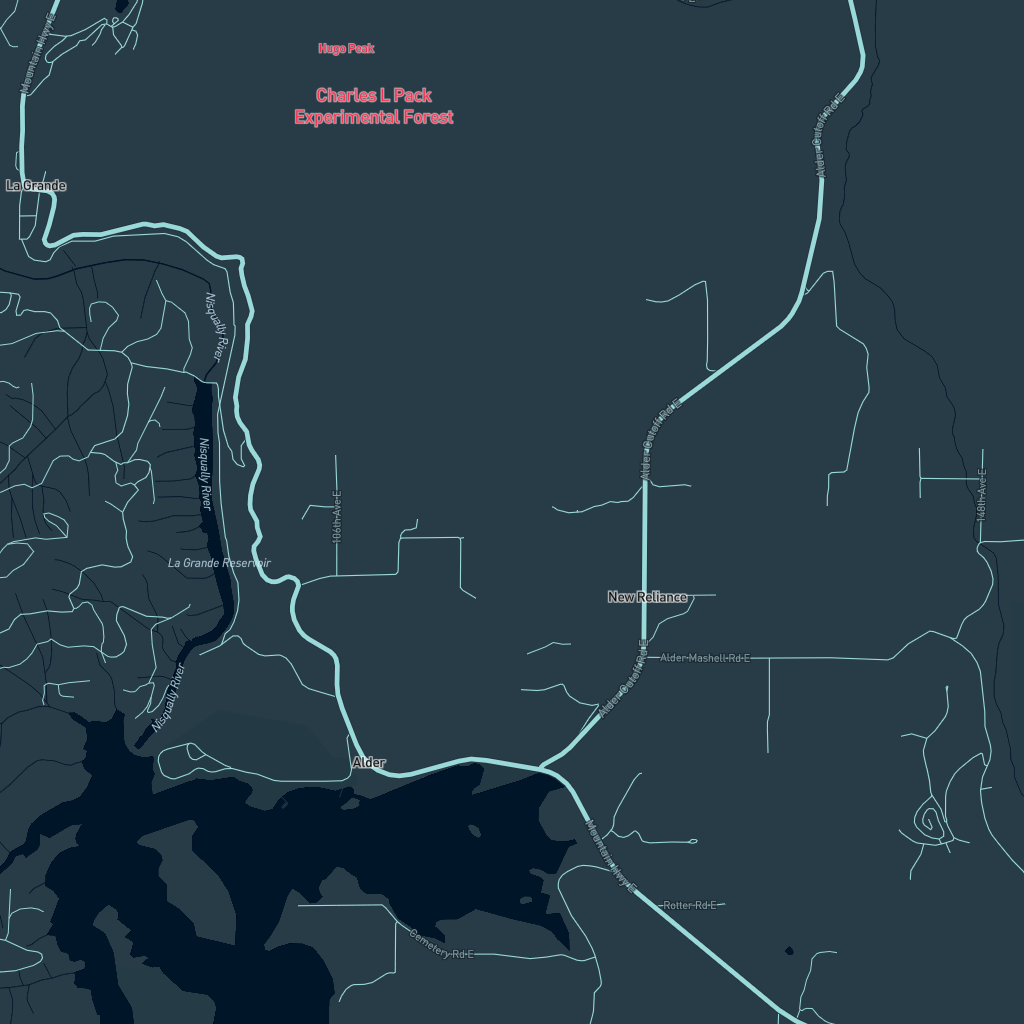 E
Mountain Hwy E
Hugo Peak
Charles L Pack
Experimental Forest
Alder Cutoff Rd E
La Grande
Nisqually River
Alder Cutoff Rd E
Nisqually River
106th Ave E
148th Ave E
La Grande Reservoir
New Reliance
Alder Mashell Rd E
Nisqually River
Alder Cutoff Rd E
Alder
Mountain Hwy E
Rotter Rd E
Cemetery Rd E